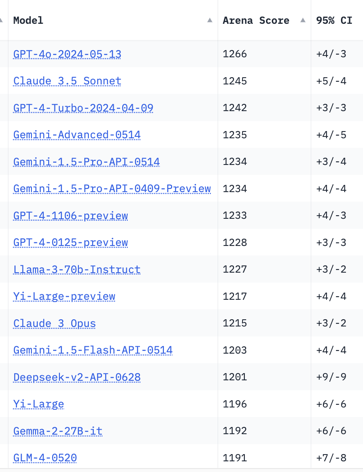 Model Arena Score 95% CI
GPT-4o-2024-05-13 1266 +4/-3
Claude 3.5 Sonnet 1245 +5/-4
GPT-4-Turbo-2024-04-09 1242 +3/-3
Gemini-Advanced-0514 1235 +4/-5
Gemini-1.5-Pro-API-0514 1234 +3/-4
Gemini-1.5-Pro-API-0409-Preview 1234 +4/-4
GPT-4-1106-preview 1233 +4/-3
GPT-4-0125-preview 1228 +3/-3
Llama-3-70b-Instruct 1227 +3/-2
Yi-Large-preview 1217 +4/-4
Claude 3 Opus 1215 +3/-2
Gemini-1.5-Flash-API-0514 1203 +4/-4
Deepseek-v2-API-0628 1201 +9/-9
Yi-Large 1196 +6/-6
Gemma-2-27B-it 1192 +6/-6
GLM-4-0520 1191 +7/-8